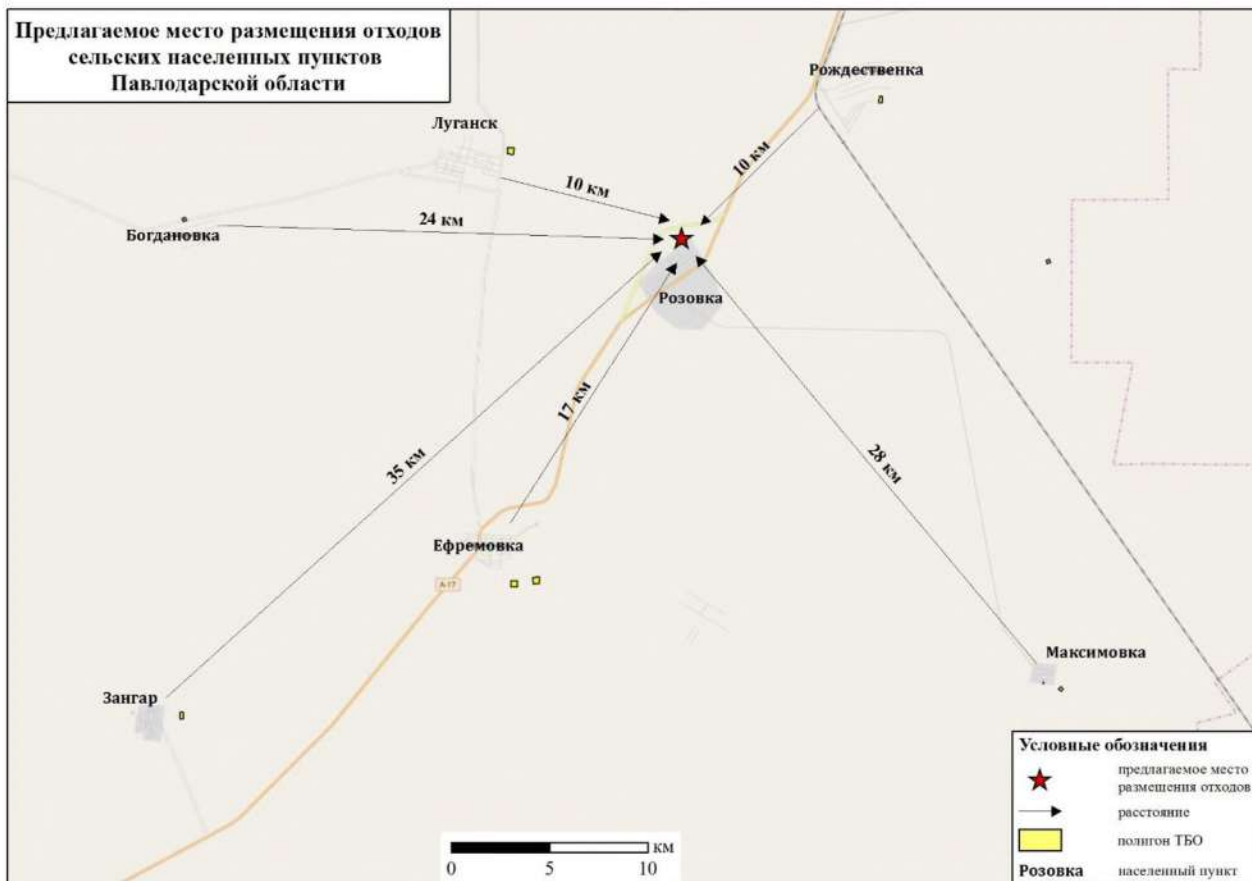 Предлагаемое место размещения отходов
сельских населенных пунктов
Павлодарской области
Рождественка
Луганск
10 км
10 км
24 км
Богдановка
Розовка
17 км
35 км
28 км
Ефремовка
А-17
Максимовка
Зангар
Условные обозначения
предлагаемое место
размещения отходов
расстояние
полигон ТБО
Розовка населенный пункт
км
0 5 10